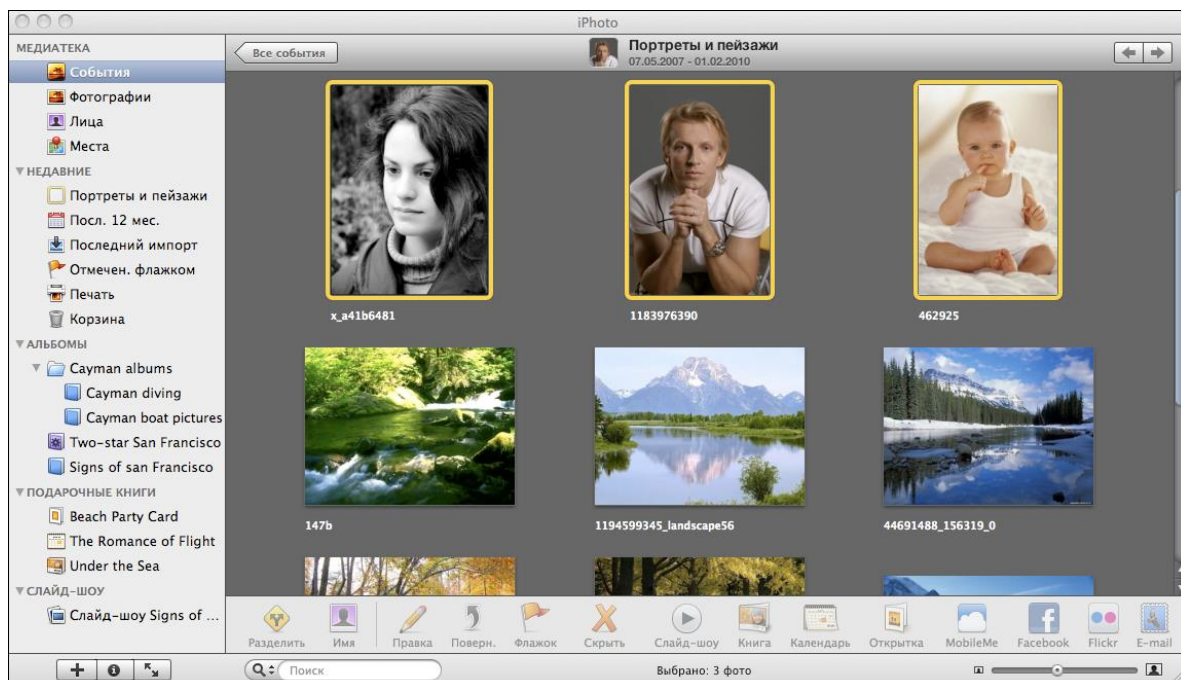 iPhoto
МЕДИАТЕКА
События
Фотографии
Лица
Места
НЕДАВНИЕ
Портреты и пейзажи
Посл. 12 мес.
Последний импорт
Отмечен. флажком
Печать
Корзина
АЛЬБОМЫ
Cayman albums
Cayman diving
Cayman boat pictures
Two-star San Francisco
Signs of san Francisco
ПОДАРОЧНЫЕ КНИГИ
Beach Party Card
The Romance of Flight
Under the Sea
СЛАЙД-ШОУ
Слайд-шоу Signs of ...
Все события
Портреты и пейзажи
07.05.2007 - 01.02.2010
x_a41b6481
1183976390
462925
147b
1194599345_landscape56
44691488_156319_0
Разделить
Имя
Правка
Поверн.
Флажок
Скрыть
Слайд-шоу
Книга
Календарь
Открытка
MobileMe
Facebook
Flickr
E-mail
Поиск
Выбрано: 3 фото